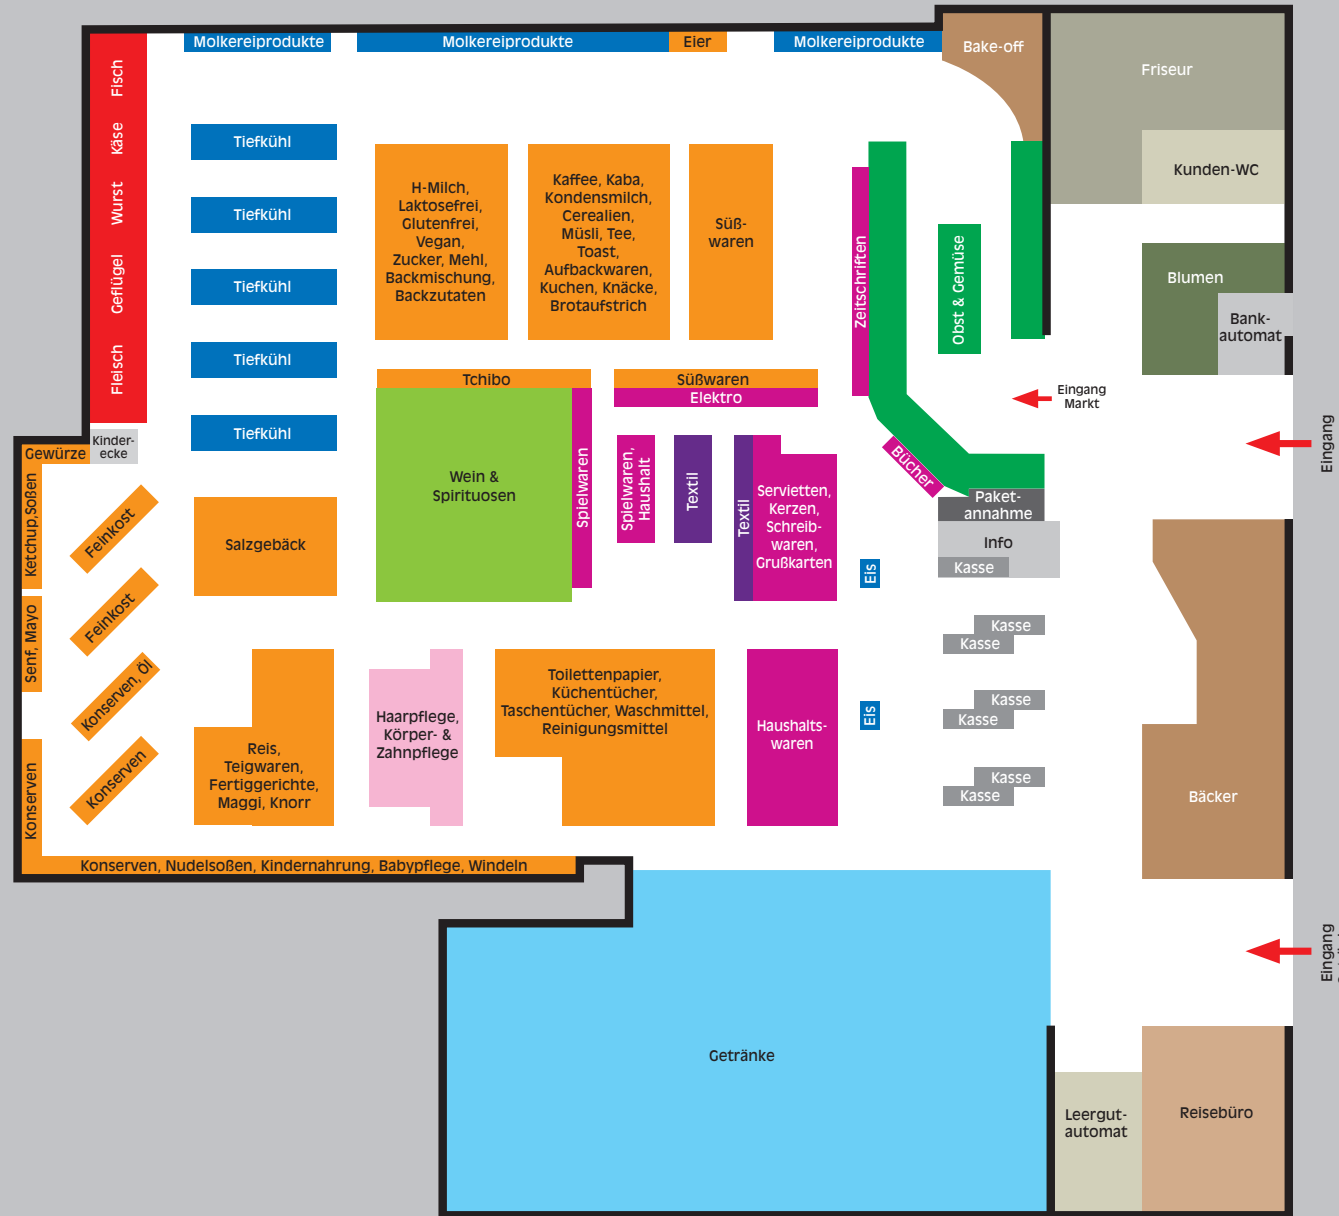 Molkereiprodukte
Molkereiprodukte
Eier
Molkereiprodukte
Bake-off
Friseur
Kunden-WC
Fisch
Käse
Wurst
Geflügel
Fleisch
Tiefkühl
Tiefkühl
Tiefkühl
Tiefkühl
Tiefkühl
H-Milch,
Laktosefrei,
Glutenfrei,
Vegan,
Zucker, Mehl,
Backmischung,
Backzutaten
Kaffee, Kaba,
Kondensmilch,
Cerealien,
Müsli, Tee,
Toast,
Aufbackwaren,
Kuchen, Knäcke,
Brotaufstrich
Süß-
waren
Zeitschriften
Obst & Gemüse
Blumen
Bank-
automat
Tchibo
Süßwaren
Elektro
Eingang
Markt
Eingang
Kinder-
ecke
Gewürze
Ketchup,Soßen
Senf, Mayo
Konserven
Feinkost
Feinkost
Konserven, Öl
Konserven
Salzgebäck
Wein &
Spirituosen
Spielwaren
Spielwaren,
Haushalt
Textil
Textil
Servietten,
Kerzen,
Schreib-
waren,
Grußkarten
Bücher
Paket-
annahme
Info
Kasse
Eis
Kasse
Kasse
Kasse
Kasse
Kasse
Kasse
Eis
Reis,
Teigwaren,
Fertiggerichte,
Maggi, Knorr
Haarpflege,
Körper- &
Zahnpflege
Toilettenpapier,
Küchentücher,
Taschentücher, Waschmittel,
Reinigungsmittel
Haushalts-
waren
Bäcker
Konserven, Nudelsoßen, Kindernahrung, Babypflege, Windeln
Eingang
Getränke
Leergut-
automat
Reisebüro